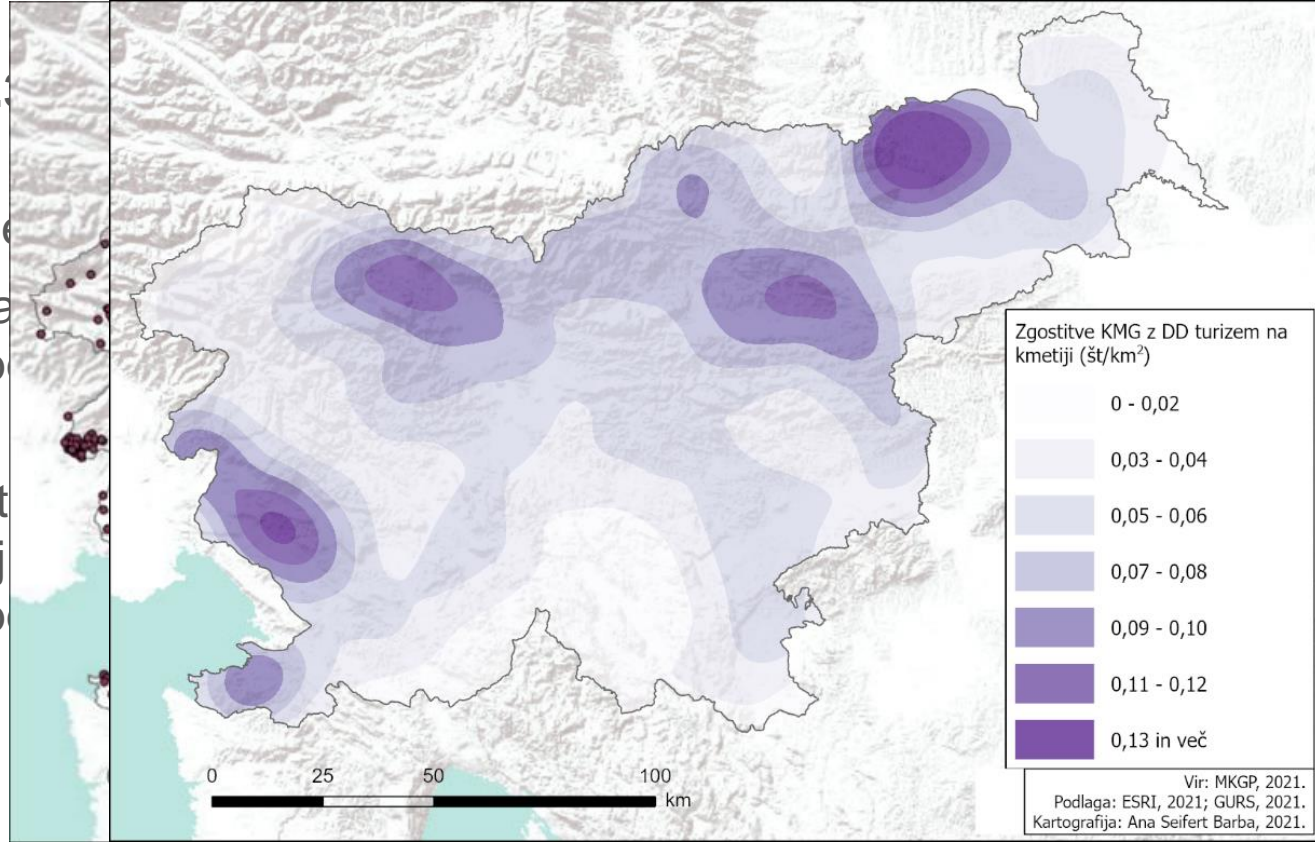 Zgostitve KMG z DD turizem na
kmetiji (št/km²)
0 - 0,02
0,03 - 0,04
0,05 - 0,06
0,07 - 0,08
0,09 - 0,10
0,11 - 0,12
0,13 in več
0 25 50 100
km
Vir: MKGP, 2021.
Podlaga: ESRI, 2021; GURS, 2021.
Kartografija: Ana Seifert Barba, 2021.